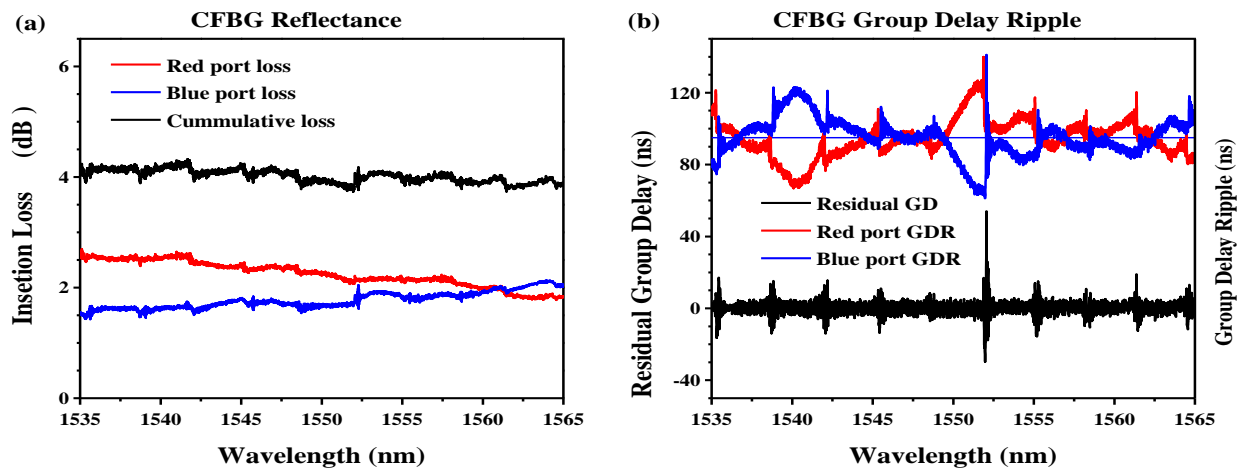 (a)
CFBG Reflectance
6
4
2
0
Insetion Loss (dB)
Red port loss
Blue port loss
Cummulative loss
1535 1540 1545 1550 1555 1560 1565
Wavelength (nm)
(b)
CFBG Group Delay Ripple
120
80
40
0
-40
Residual Group Delay (ns)
Residual GD
Red port GDR
Blue port GDR
Group Delay Ripple (ns)
1535 1540 1545 1550 1555 1560 1565
Wavelength (nm)